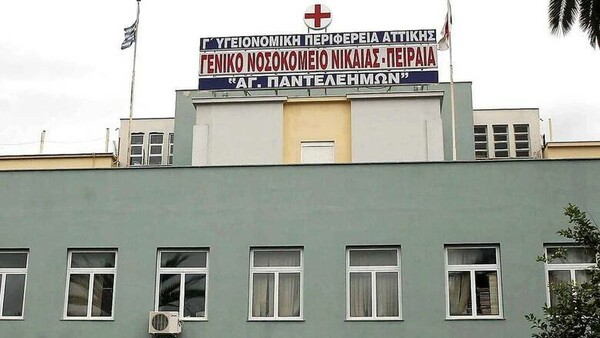 Γ΄ ΥΓΕΙΟΝΟΜΙΚΗ ΠΕΡΙΦΕΡΕΙΑ ΑΤΤΙΚΗΣ
ΓΕΝΙΚΟ ΝΟΣΟΚΟΜΕΙΟ ΝΙΚΑΙΑΣ - ΠΕΙΡΑΙΑ
"ΑΓ. ΠΑΝΤΕΛΕΗΜΩΝ"